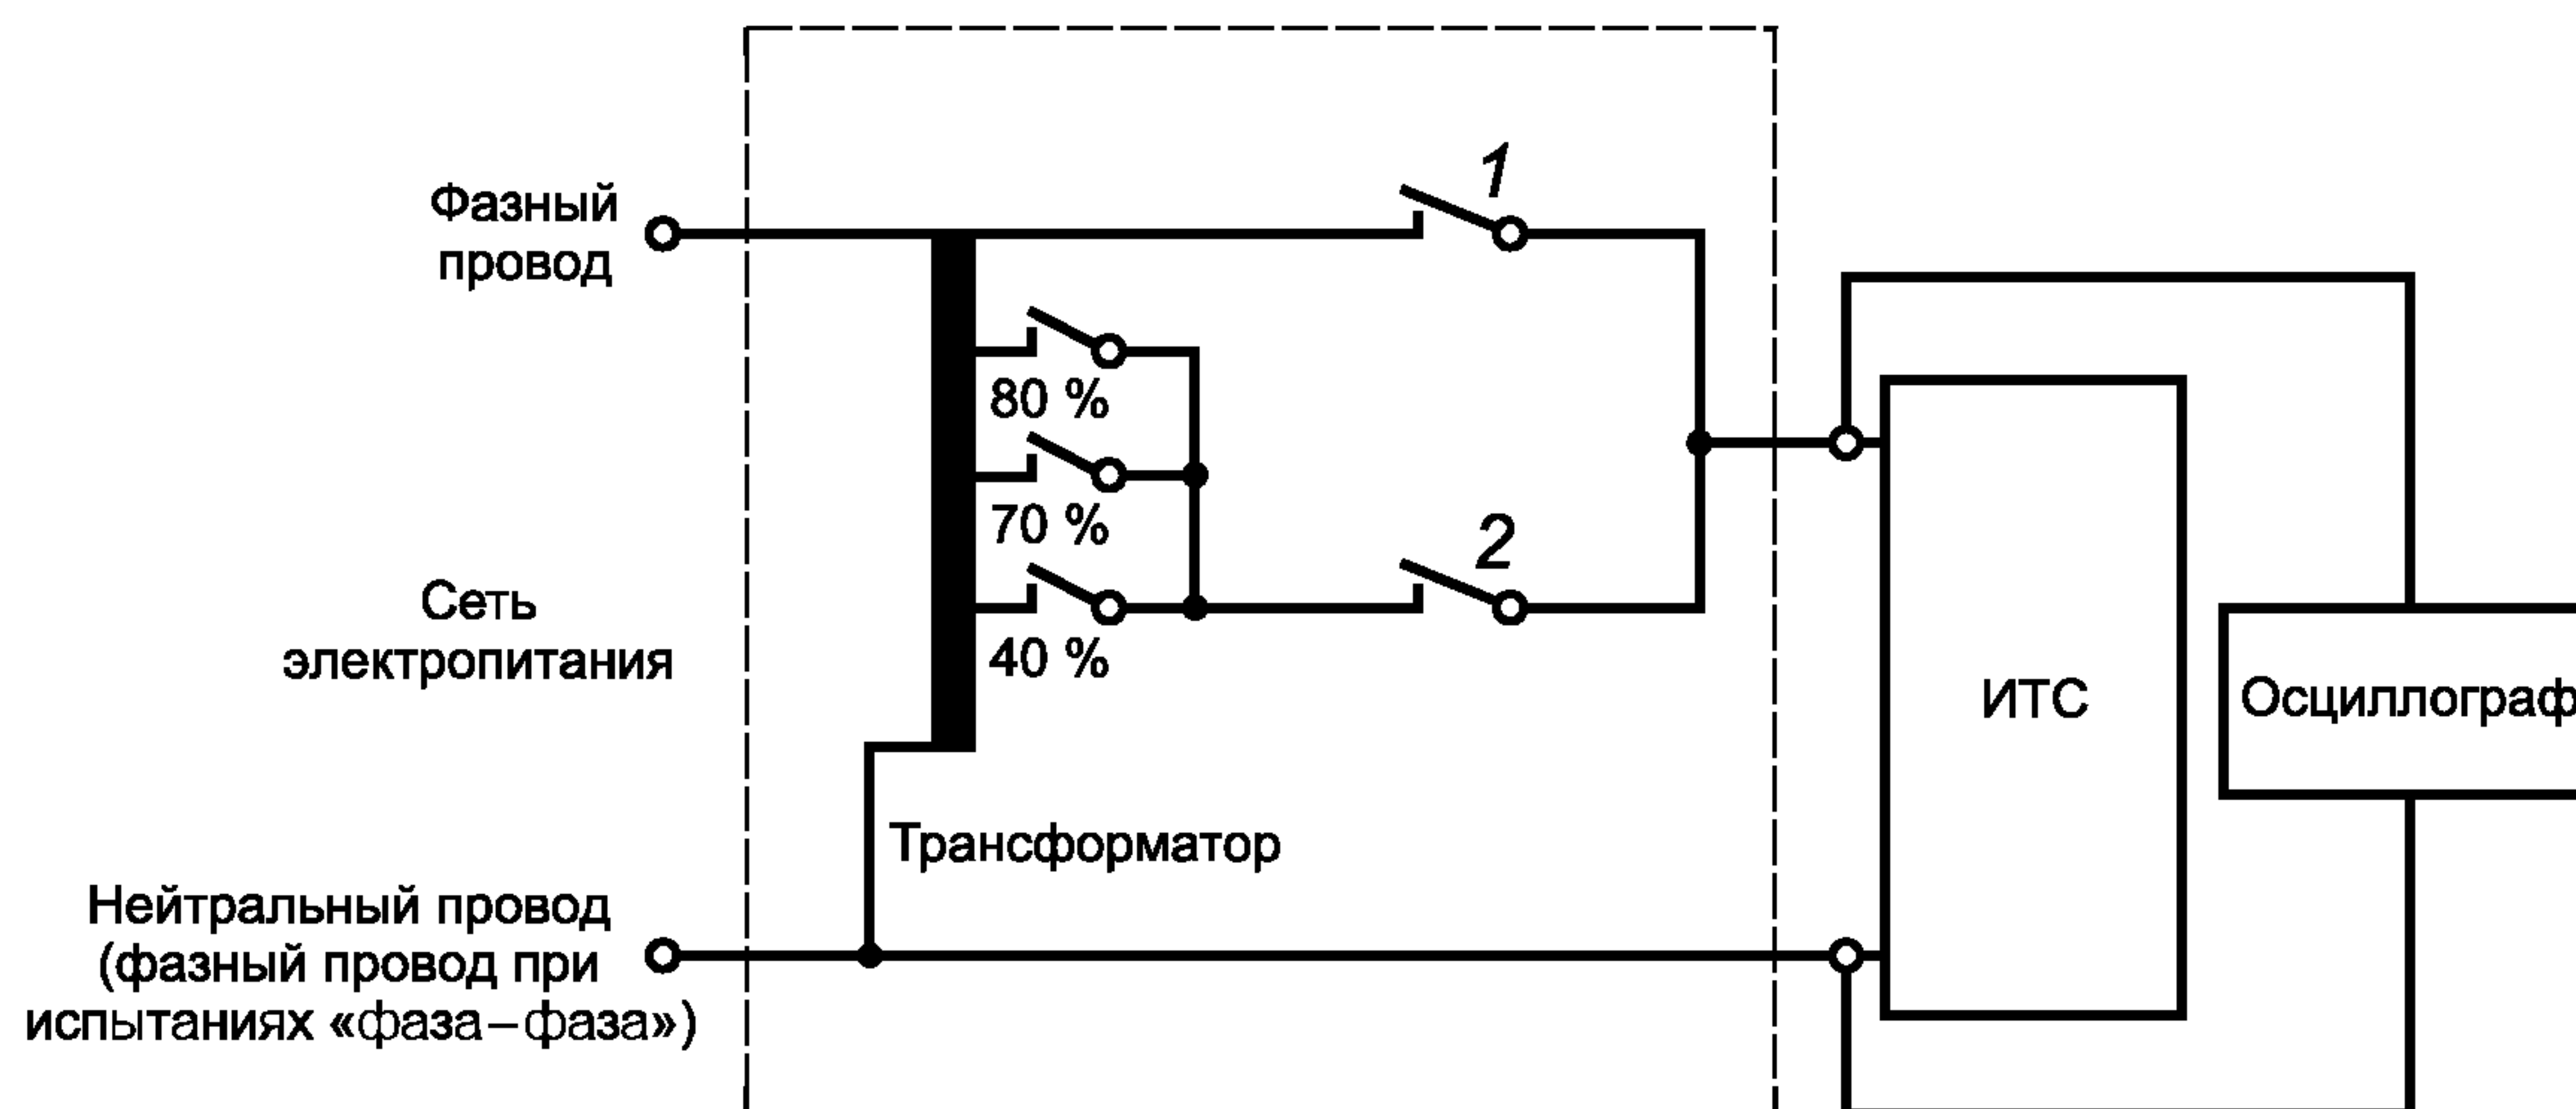 1
Фазный
провод
80 %
70 %
2
40 %
Сеть
электропитания
ИТС
Осциллограф
Трансформатор
Нейтральный провод
(фазный провод при
испытаниях «фаза–фаза»)